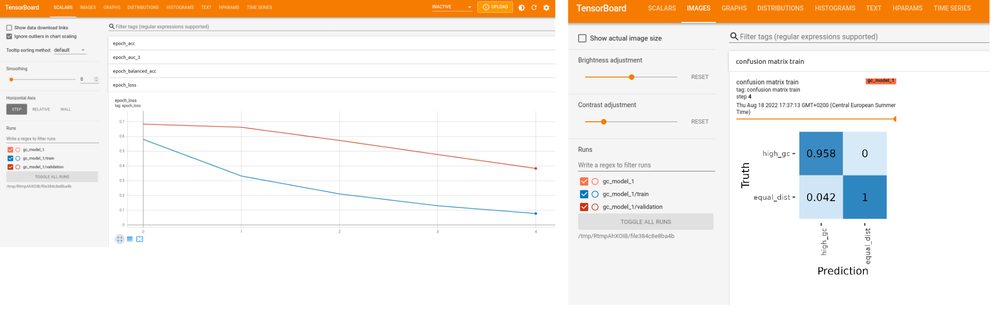 TensorBoard SCALARS IMAGES GRAPHS DISTRIBUTIONS HISTOGRAMS TEXT HPARAMS TIME SERIES INACTIVE UPLOAD
Show data download links
Ignore outliers in chart scaling
Tooltip sorting method: default
Smoothing
0
Horizontal Axis
STEP RELATIVE WALL
Runs
Write a regex to filter runs
gc_model_1
gc_model_1/train
gc_model_1/validation
TOGGLE ALL RUNS
/tmp/RtmpAhXOIB/file384c8e8ba4b
Filter tags (regular expressions supported)
epoch_acc
epoch_auc_3
epoch_balanced_acc
epoch_loss
epoch_loss
tag: epoch_loss
0.7
0.6
0.5
0.4
0.3
0.2
0.1
0
0 1 2 3 4
TensorBoard SCALARS IMAGES GRAPHS DISTRIBUTIONS HISTOGRAMS TEXT HPARAMS TIME SERIES
Show actual image size
Brightness adjustment
RESET
Contrast adjustment
RESET
Runs
Write a regex to filter runs
gc_model_1
gc_model_1/train
gc_model_1/validation
TOGGLE ALL RUNS
/tmp/RtmpAhXOIB/file384c8e8ba4b
Filter tags (regular expressions supported)
confusion matrix train
confusion matrix train gc_model_1
tag: confusion matrix train
step 4
Thu Aug 18 2022 17:37:13 GMT+0200 (Central European Summer
Time)
Truth
high_gc 0.958 0
equal_dist 0.042 1
high_gc equal_dist
Prediction